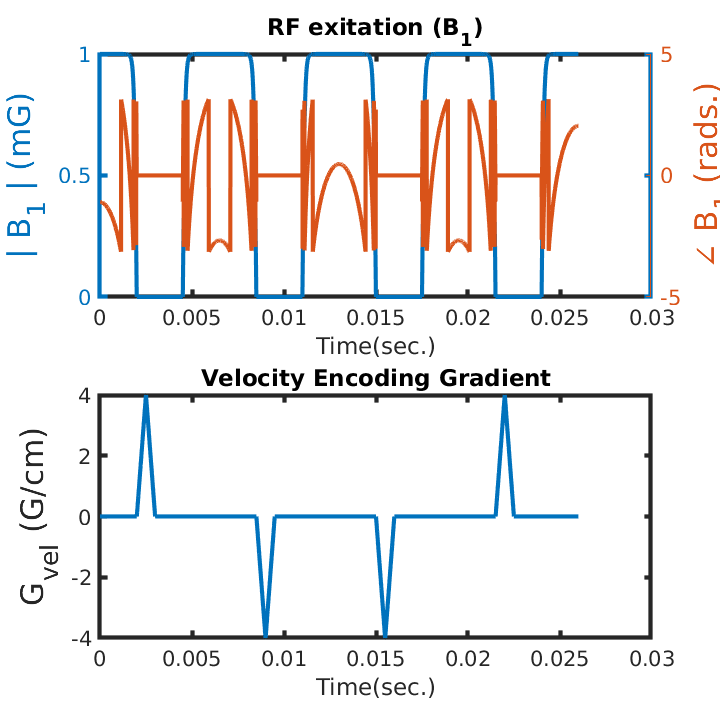 RF exitation (B1)
| B1 | (mG)
∠ B1 (rads.)
1
0.5
0
5
0
-5
0 0.005 0.01 0.015 0.02 0.025 0.03
Time(sec.)
Velocity Encoding Gradient
Gvel (G/cm)
4
2
0
-2
-4
0 0.005 0.01 0.015 0.02 0.025 0.03
Time(sec.)